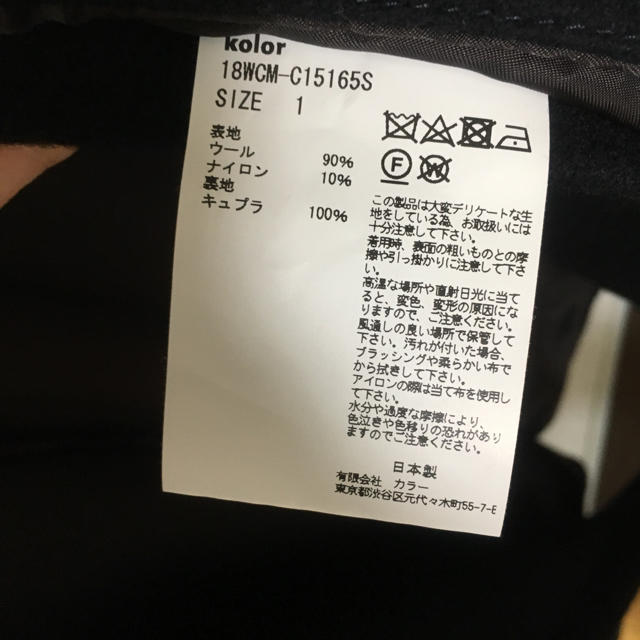 kolor
18WCM-C15165S
SIZE 1
表地
ウール 90%
ナイロン 10%
裏地
キュプラ 100%
F
W
この製品は大変デリケートな生
地をしている為、お取扱いには
十分注意して下さい。
着用時、表面の粗いものとの摩
擦や引っ掛かりに注意して下さ
い。
高温な場所や直射日光に当て
ると、変色、変形の原因にな
りますので、ご注意ください。
風通しの良い場所で保管して
下さい。汚れが付いた場合、
ブラッシングや柔らかい布で
から拭きして下さい。
アイロンの際は当て布を使用し
て下さい。
水分や過度な摩擦により、
色泣きや色移りの恐れがあり
ますのでご注意ください。
日本製
有限会社 カラー
東京都渋谷区元代々木町55-7-E